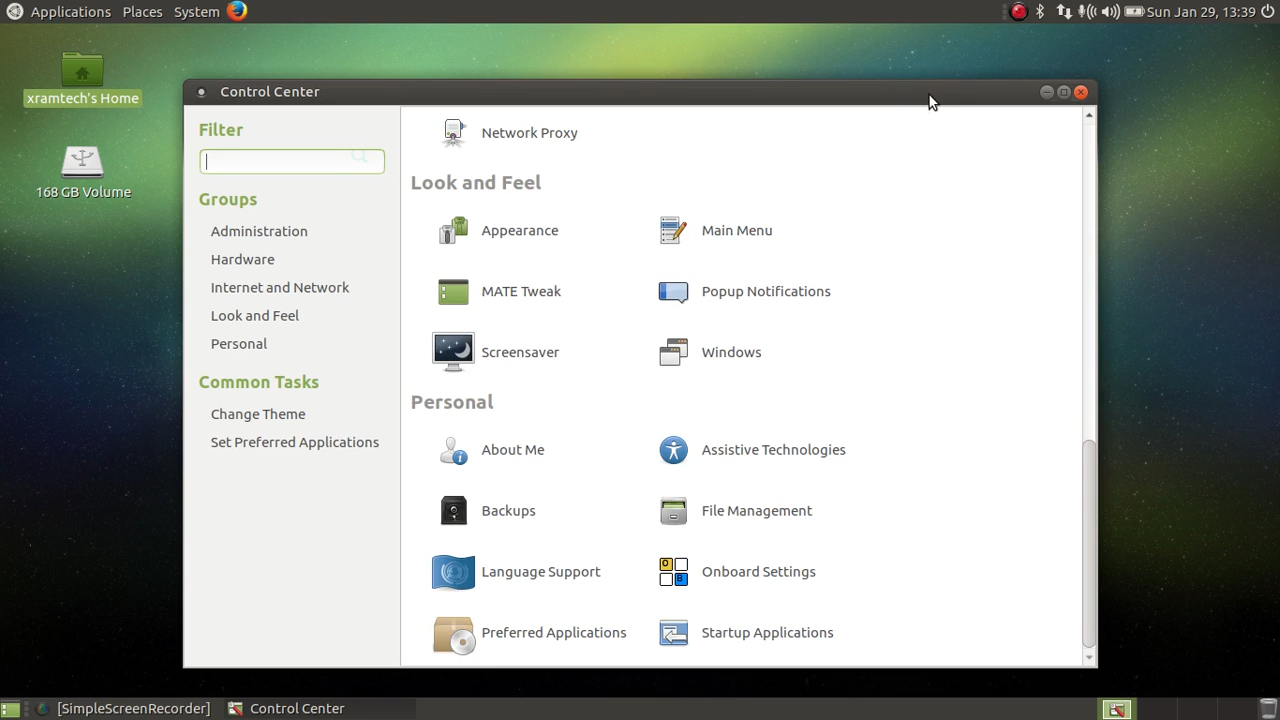 Applications Places System
Sun Jan 29, 13:39
xramtech's Home
168 GB Volume
Control Center
Filter
Groups
Administration
Hardware
Internet and Network
Look and Feel
Personal
Common Tasks
Change Theme
Set Preferred Applications
Network Proxy
Look and Feel
Appearance Main Menu
MATE Tweak Popup Notifications
Screensaver Windows
Personal
About Me Assistive Technologies
Backups File Management
Language Support Onboard Settings
Preferred Applications Startup Applications
[SimpleScreenRecorder] Control Center